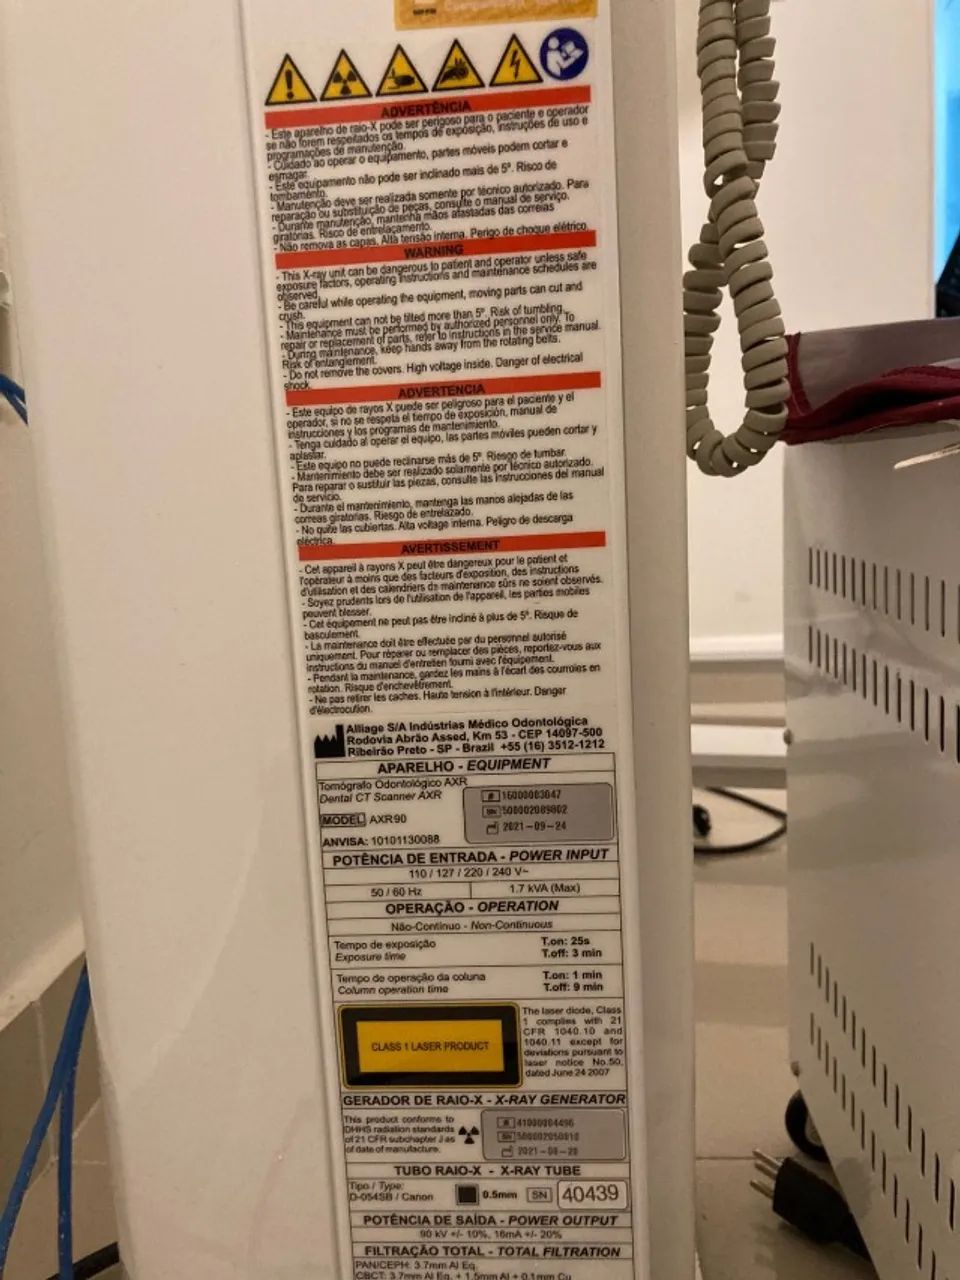 ADVERTÊNCIA
- Este aparelho de raio-X pode ser perigoso para o paciente e operador
se não forem respeitados os tempos de exposição, instruções de uso e
programações de manutenção.
- Cuidado ao operar o equipamento, partes móveis podem cortar e
esmagar.
- Este equipamento não pode ser inclinado mais de 5º. Risco de
tombamento.
- Manutenção deve ser realizada somente por técnico autorizado. Para
reparação ou substituição de peças, consulte o manual de serviço.
- Durante manutenção, mantenha mãos afastadas das correias
giratórias. Risco de entrelaçamento.
- Não remova as capas. Alta tensão interna. Perigo de choque elétrico.
WARNING
- This X-ray unit can be dangerous to patient and operator unless safe
exposure factors, operating instructions and maintenance schedules are
observed.
- Be careful while operating the equipment, moving parts can cut and
crush.
- This equipment can not be tilted more than 5º. Risk of tumbling.
- Maintenance must be performed by authorized personnel only. To
repair or replacement of parts, refer to instructions in the service manual.
- During maintenance, keep hands away from the rotating belts.
Risk of entanglement.
- Do not remove the covers. High voltage inside. Danger of electrical
shock.
ADVERTENCIA
- Este equipo de rayos X puede ser peligroso para el paciente y el
operador, si no se respeta el tiempo de exposición, manual de
instrucciones y los programas de mantenimiento.
- Tenga cuidado al operar el equipo, las partes móviles pueden cortar y
aplastar.
- Este equipo no puede reclinarse más de 5º. Riesgo de tumbar.
- Mantenimiento debe ser realizado solamente por técnico autorizado.
Para reparar o sustituir las piezas, consulte las instrucciones del manual
de servicio.
- Durante el mantenimiento, mantenga las manos alejadas de las
correas giratorias. Riesgo de entrelazado.
- No quite las cubiertas. Alta voltage interna. Peligro de descarga
eléctrica.
AVERTISSEMENT
- Cet appareil à rayons X peut être dangereux pour le patient et
l'opérateur à moins que des facteurs d'exposition, des instructions
d'utilisation et des calendriers de maintenance sûrs ne soient observés.
- Soyez prudents lors de l'utilisation de l'appareil, les parties mobiles
peuvent blesser.
- Cet équipement ne peut pas être incliné à plus de 5º. Risque de
basculement.
- La maintenance doit être effectuée par du personnel autorisé
uniquement. Pour réparer ou remplacer des pièces, reportez-vous aux
instructions du manuel d'entretien fourni avec l'équipement.
- Pendant la maintenance, gardez les mains à l'écart des courroies en
rotation. Risque d'enchevêtrement.
- Ne pas retirer les caches. Haute tension à l'intérieur. Danger
d'électrocution.
Alliage S/A Indústrias Médico Odontológica
Rodovia Abrão Assed, Km 53 - CEP 14097-500
Ribeirão Preto - SP - Brazil +55 (16) 3512-1212
APARELHO - EQUIPMENT
Tomógrafo Odontológico AXR
Dental CT Scanner AXR
MODEL AXR90
ANVISA: 10101130088
# 16000003047
SN 500002089802
2021-09-24
POTÊNCIA DE ENTRADA - POWER INPUT
110 / 127 / 220 / 240 V~
50 / 60 Hz 1.7 kVA (Max)
OPERAÇÃO - OPERATION
Não-Contínuo - Non-Continuous
Tempo de exposição T.on: 25s
Exposure time T.off: 3 min
Tempo de operação da coluna T.on: 1 min
Column operation time T.off: 9 min
CLASS 1 LASER PRODUCT
The laser diode, Class
1 complies with 21
CFR 1040.10 and
1040.11 except for
deviations pursuant to
laser notice No.50,
dated June 24 2007
GERADOR DE RAIO-X - X-RAY GENERATOR
This product conforms to
DHHS radiation standards
of 21 CFR subchapter J as
of date of manufacture.
# 41000004496
SN 500002050010
2021-08-20
TUBO RAIO-X - X-RAY TUBE
Tipo / Type:
D-054SB / Canon
0.5mm SN 40439
POTÊNCIA DE SAÍDA - POWER OUTPUT
90 kV +/- 10%, 16mA +/- 20%
FILTRAÇÃO TOTAL - TOTAL FILTRATION
PAN/CEPH: 3.7mm Al Eq.
CBCT: 3.7mm Al Eq. + 1.5mm Al + 0.1mm Cu